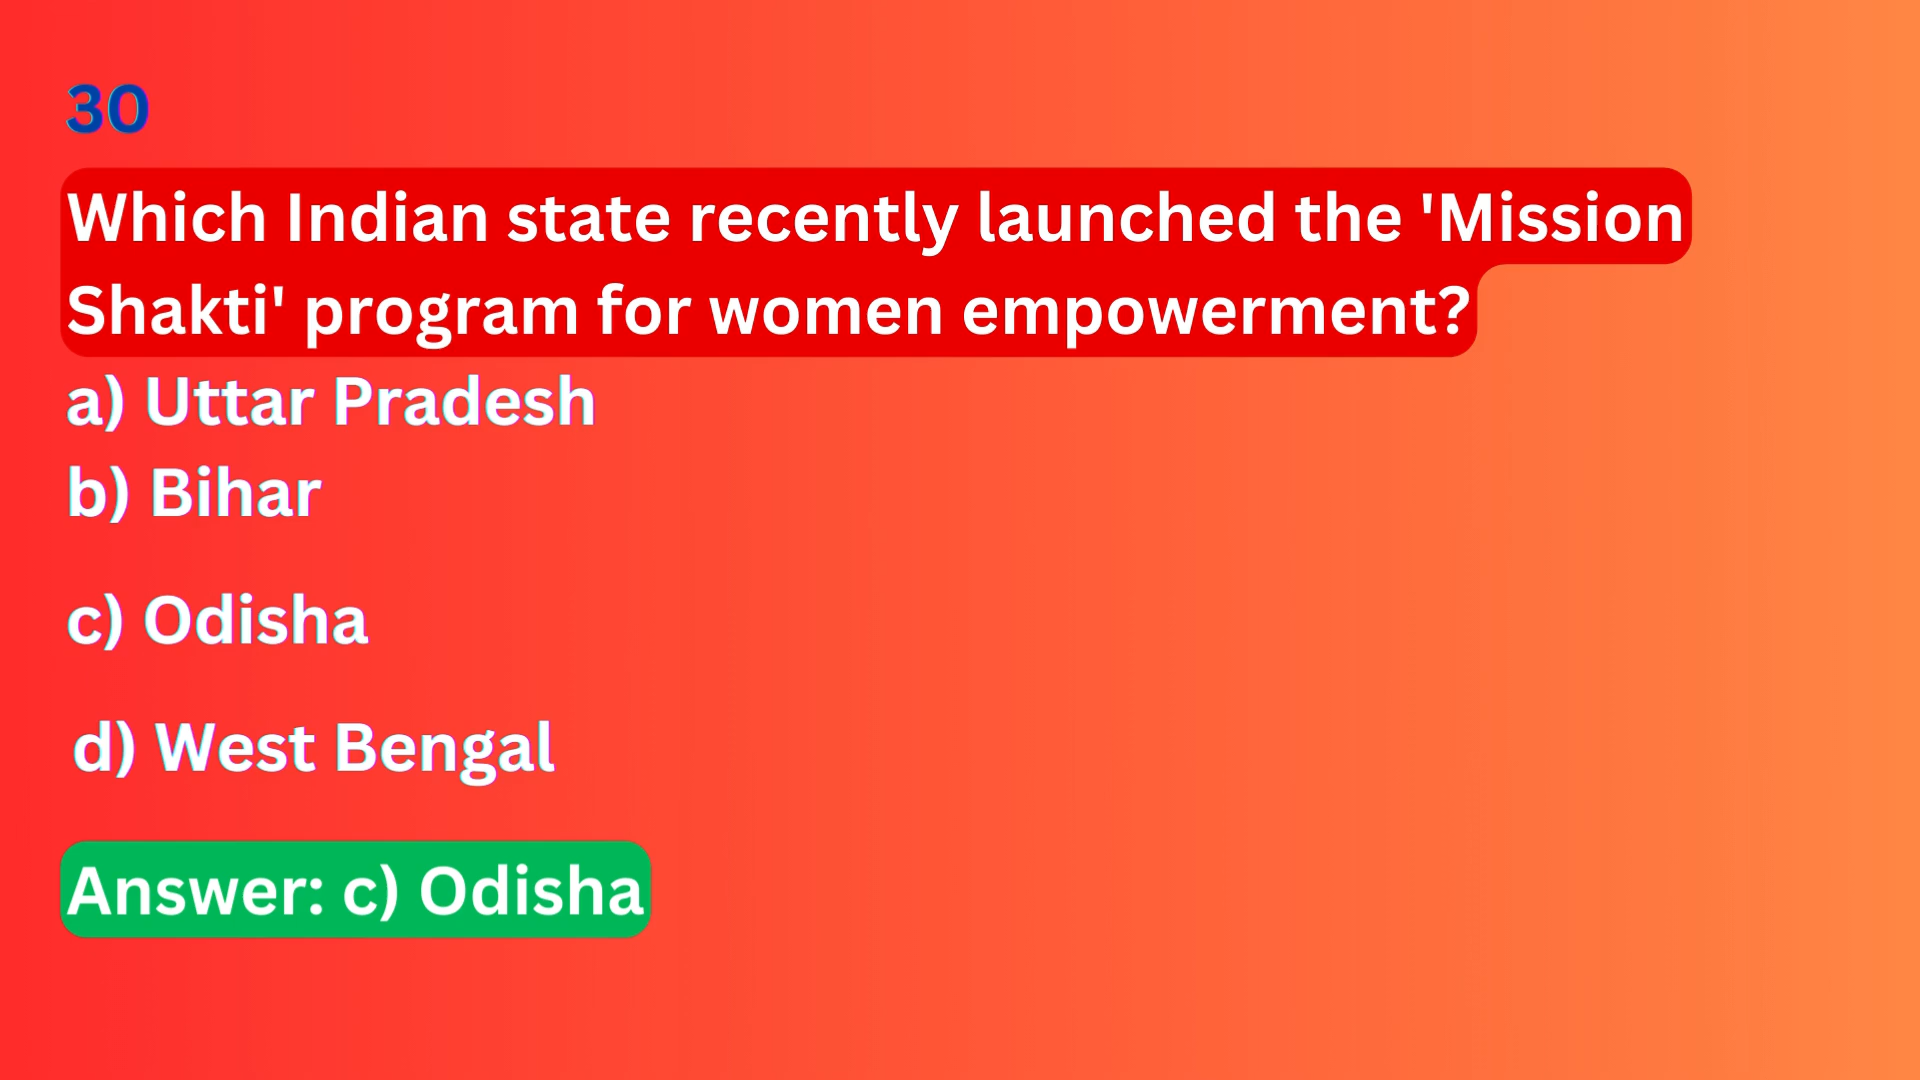 30
Which Indian state recently launched the 'Mission
Shakti' program for women empowerment?
a) Uttar Pradesh
b) Bihar
c) Odisha
d) West Bengal
Answer: c) Odisha